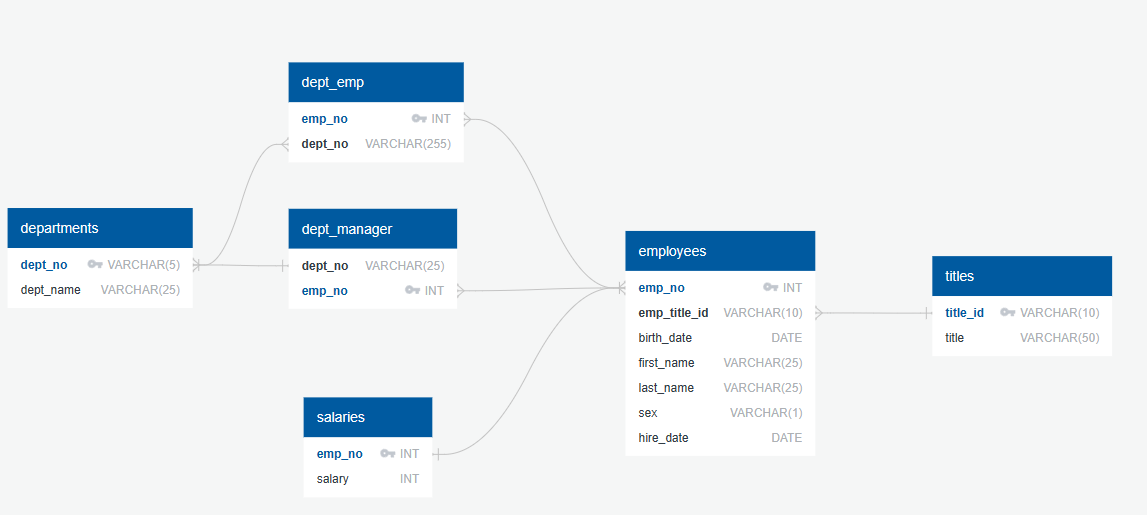 dept_emp
emp_no INT
dept_no VARCHAR(255)
departments
dept_no VARCHAR(5)
dept_name VARCHAR(25)
dept_manager
dept_no VARCHAR(25)
emp_no INT
employees
emp_no INT
emp_title_id VARCHAR(10)
birth_date DATE
first_name VARCHAR(25)
last_name VARCHAR(25)
sex VARCHAR(1)
hire_date DATE
titles
title_id VARCHAR(10)
title VARCHAR(50)
salaries
emp_no INT
salary INT